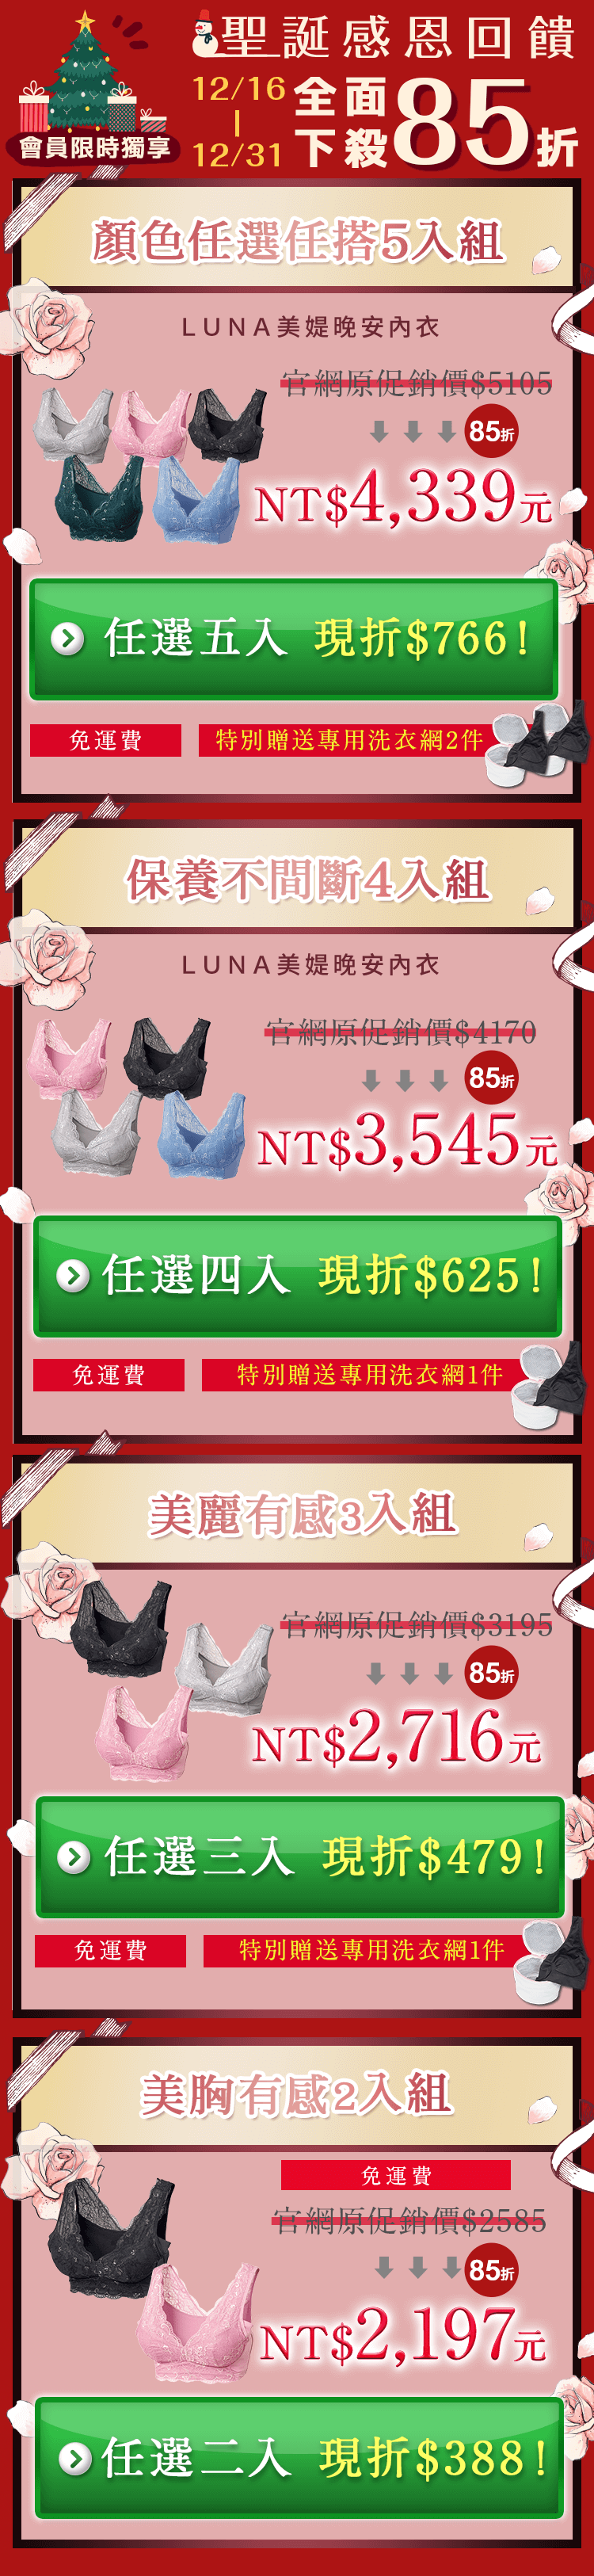 聖誕感恩回饋
會員限時獨享
12/16
|
12/31
全面
下殺
85折
顏色任選任搭5入組
LUNA美媞晚安內衣
官網原促銷價$5105
85折
NT$4,339元
任選五入 現折$766!
免運費
特別贈送專用洗衣網2件
保養不間斷4入組
LUNA美媞晚安內衣
官網原促銷價$4170
85折
NT$3,545元
任選四入 現折$625!
免運費
特別贈送專用洗衣網1件
美麗有感3入組
官網原促銷價$3195
85折
NT$2,716元
任選三入 現折$479!
免運費
特別贈送專用洗衣網1件
美胸有感2入組
免運費
官網原促銷價$2585
85折
NT$2,197元
任選二入 現折$388!